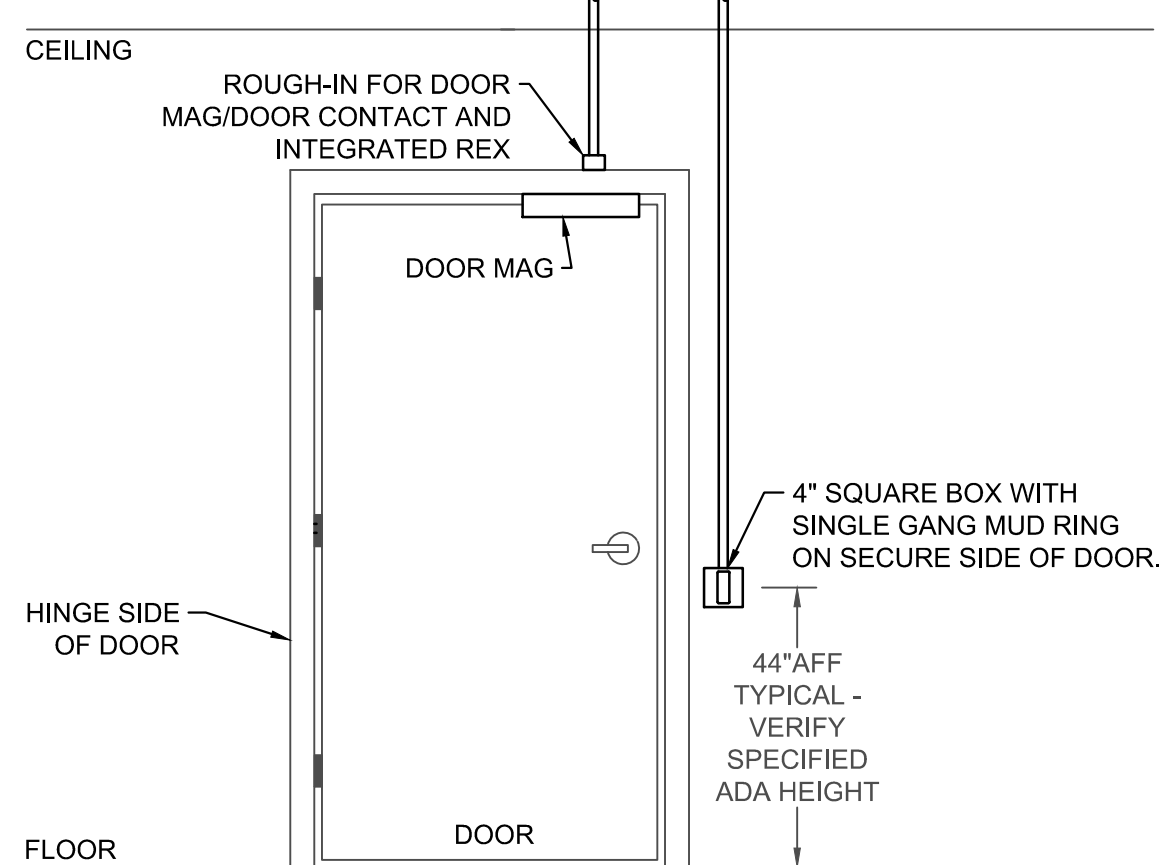 CEILING
ROUGH-IN FOR DOOR
MAG/DOOR CONTACT AND
INTEGRATED REX
DOOR MAG
4" SQUARE BOX WITH
SINGLE GANG MUD RING
ON SECURE SIDE OF DOOR.
HINGE SIDE
OF DOOR
44"AFF
TYPICAL -
VERIFY
SPECIFIED
ADA HEIGHT
DOOR
FLOOR